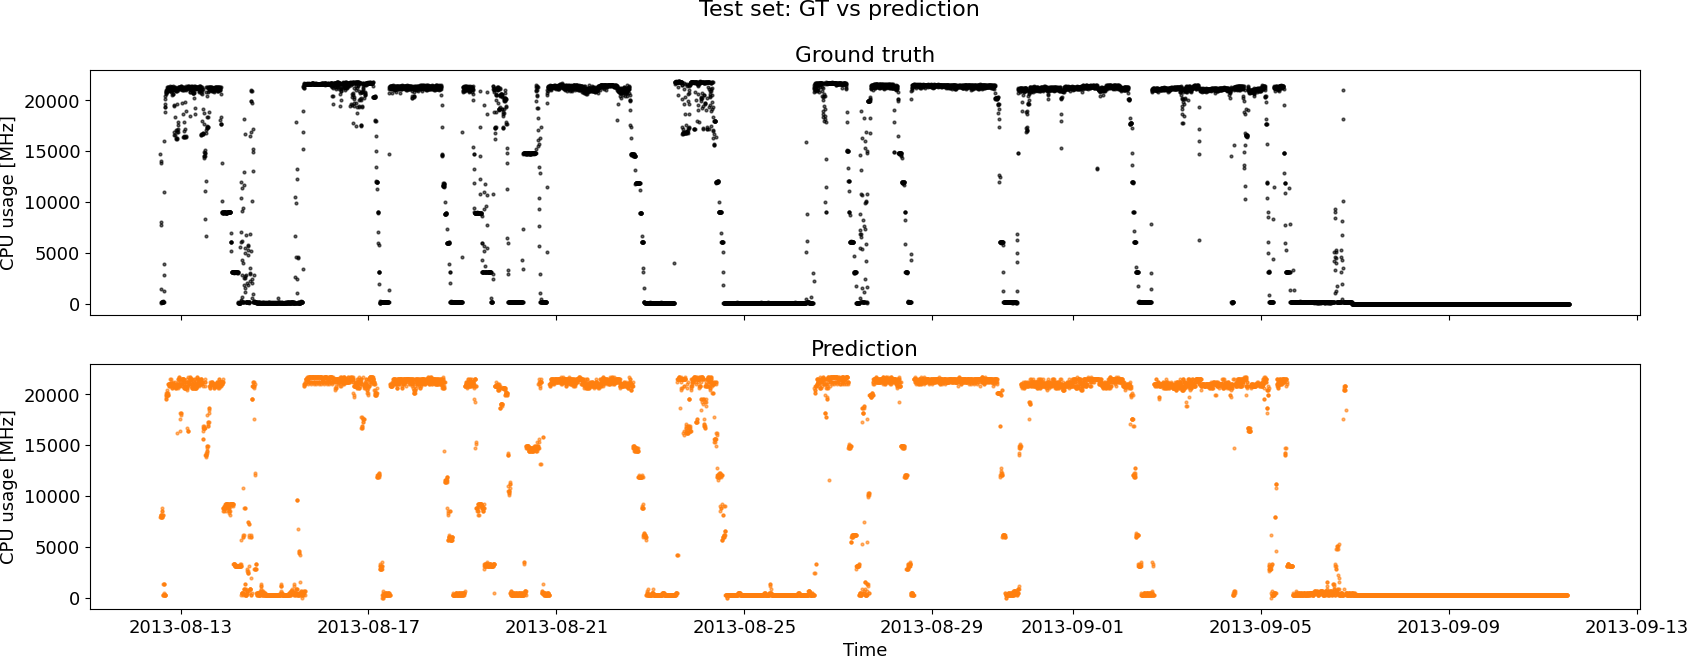 Test set: GT vs prediction
Ground truth
CPU usage [MHz]
20000
15000
10000
5000
0
Prediction
CPU usage [MHz]
20000
15000
10000
5000
0
2013-08-13 2013-08-17 2013-08-21 2013-08-25 2013-08-29 2013-09-01 2013-09-05 2013-09-09 2013-09-13
Time